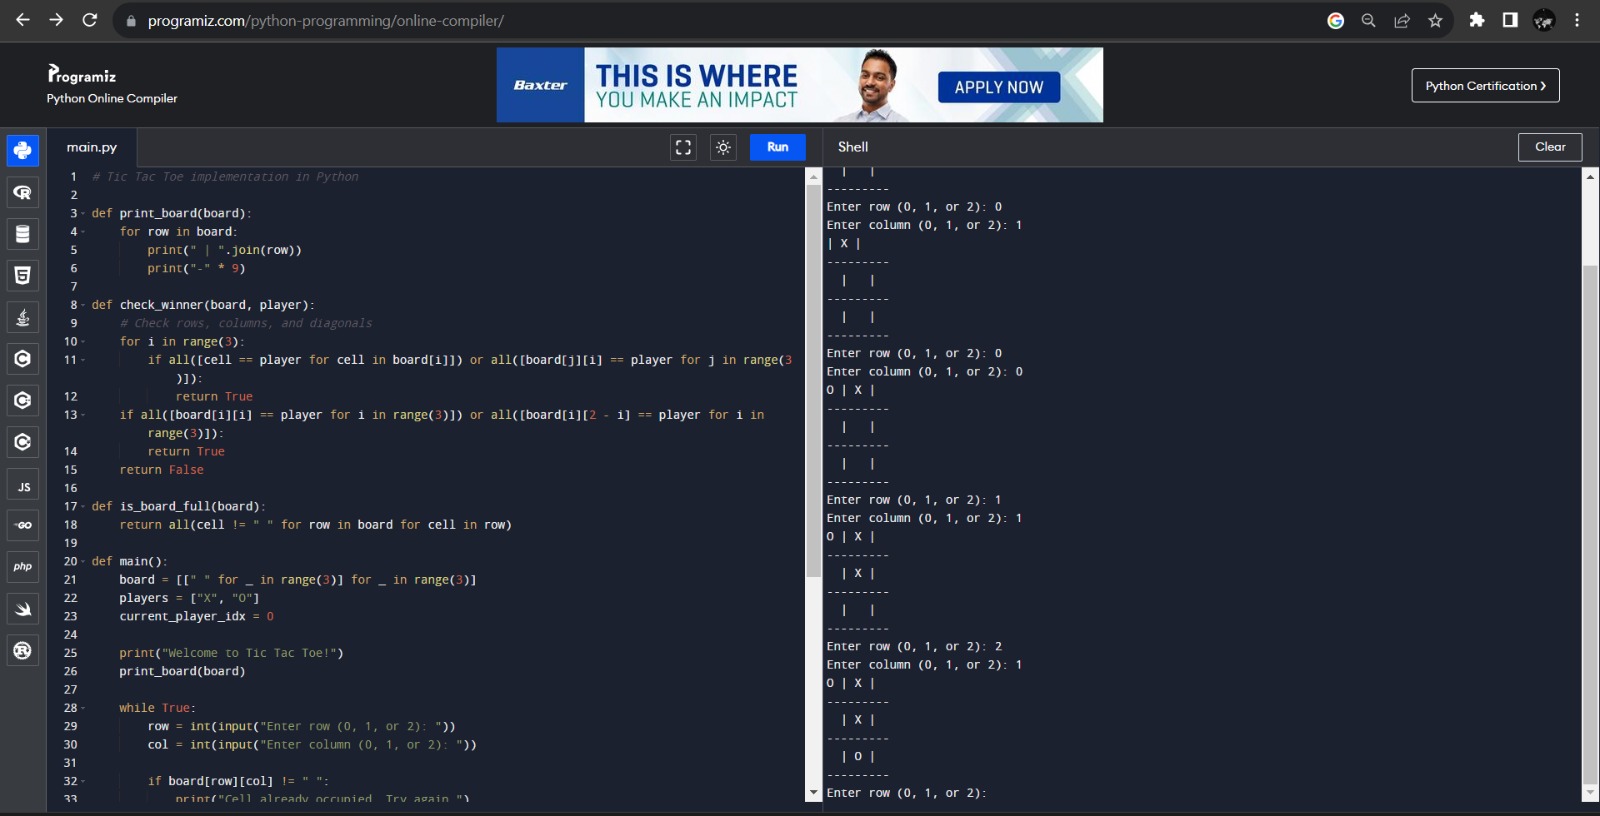 programiz.com/python-programming/online-compiler/
Programiz
Python Online Compiler
Baxter
THIS IS WHERE
YOU MAKE AN IMPACT
APPLY NOW
Python Certification >
main.py
Run
Shell
Clear
JS
GO
php
1 # Tic Tac Toe implementation in Python
2
3 def print_board(board):
4     for row in board:
5         print(" | ".join(row))
6         print("-" * 9)
7
8 def check_winner(board, player):
9     # Check rows, columns, and diagonals
10     for i in range(3):
11         if all([cell == player for cell in board[i]]) or all([board[j][i] == player for j in range(3
)]):
12             return True
13     if all([board[i][i] == player for i in range(3)]) or all([board[i][2 - i] == player for i in
range(3)]):
14         return True
15     return False
16
17 def is_board_full(board):
18     return all(cell != " " for row in board for cell in row)
19
20 def main():
21     board = [[" " for _ in range(3)] for _ in range(3)]
22     players = ["X", "O"]
23     current_player_idx = 0
24
25     print("Welcome to Tic Tac Toe!")
26     print_board(board)
27
28     while True:
29         row = int(input("Enter row (0, 1, or 2): "))
30         col = int(input("Enter column (0, 1, or 2): "))
31
32         if board[row][col] != " ":
33             print("Cell already occupied. Try again.")
  |   |
---------
Enter row (0, 1, or 2): 0
Enter column (0, 1, or 2): 1
| X |
---------
  |   |
---------
  |   |
---------
Enter row (0, 1, or 2): 0
Enter column (0, 1, or 2): 0
O | X |
---------
  |   |
---------
  |   |
---------
Enter row (0, 1, or 2): 1
Enter column (0, 1, or 2): 1
O | X |
---------
  | X |
---------
  |   |
---------
Enter row (0, 1, or 2): 2
Enter column (0, 1, or 2): 1
O | X |
---------
  | X |
---------
  | O |
---------
Enter row (0, 1, or 2):